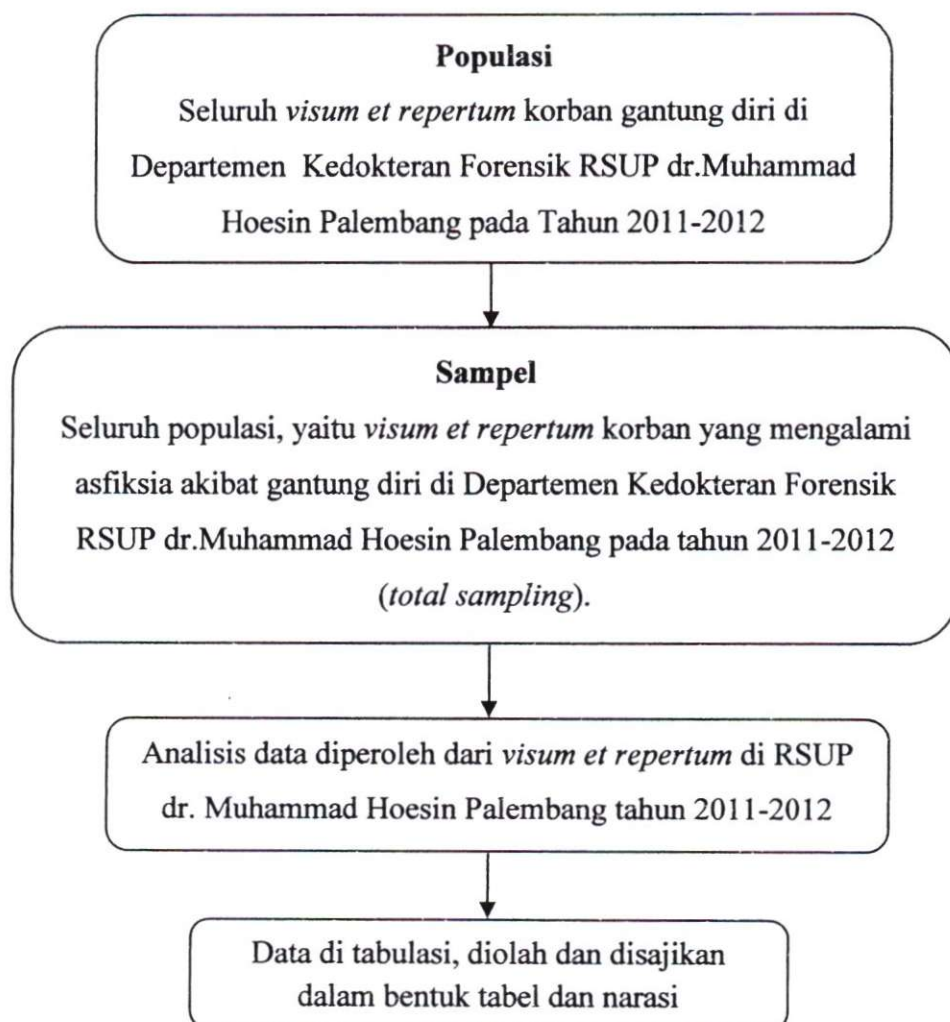 Populasi
Seluruh visum et repertum korban gantung diri di
Departemen Kedokteran Forensik RSUP dr.Muhammad
Hoesin Palembang pada Tahun 2011-2012
Sampel
Seluruh populasi, yaitu visum et repertum korban yang mengalami
asfiksia akibat gantung diri di Departemen Kedokteran Forensik
RSUP dr.Muhammad Hoesin Palembang pada tahun 2011-2012
(total sampling).
Analisis data diperoleh dari visum et repertum di RSUP
dr. Muhammad Hoesin Palembang tahun 2011-2012
Data di tabulasi, diolah dan disajikan
dalam bentuk tabel dan narasi